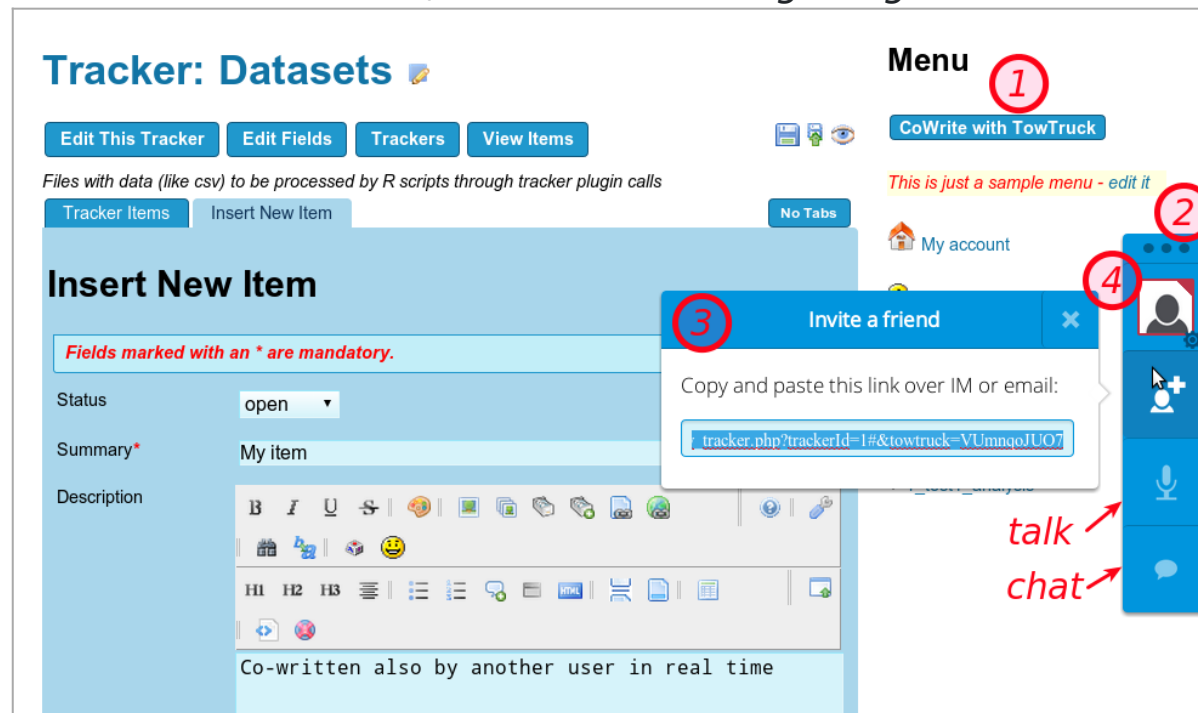 Tracker: Datasets
Edit This Tracker Edit Fields Trackers View Items
Files with data (like csv) to be processed by R scripts through tracker plugin calls
Tracker Items Insert New Item No Tabs
Insert New Item
Fields marked with an * are mandatory.
Status open
Summary* My item
Description
B I U S
ba
H1 H2 H3 HTML
Co-written also by another user in real time
Menu
1
CoWrite with TowTruck
This is just a sample menu - edit it
2
My account
4
3 Invite a friend
Copy and paste this link over IM or email:
_tracker.php?trackerId=1#&towtruck=VUmnqoJUO7
talk
chat